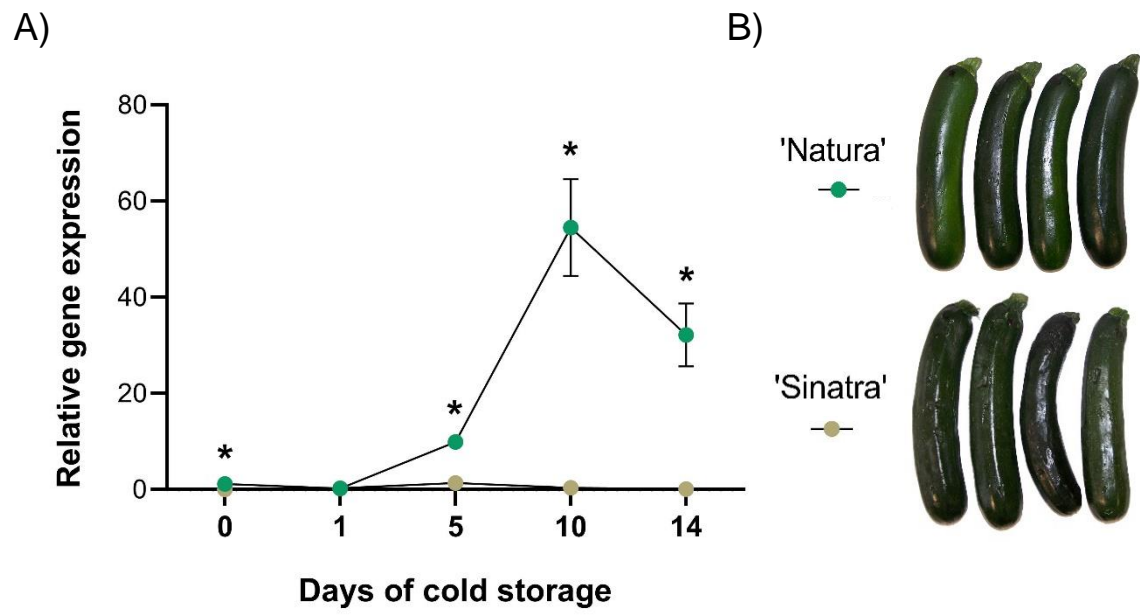 A)
B)
80
60
40
20
0
Relative gene expression
*
*
*
*
0 1 5 10 14
Days of cold storage
'Natura'
'Sinatra'